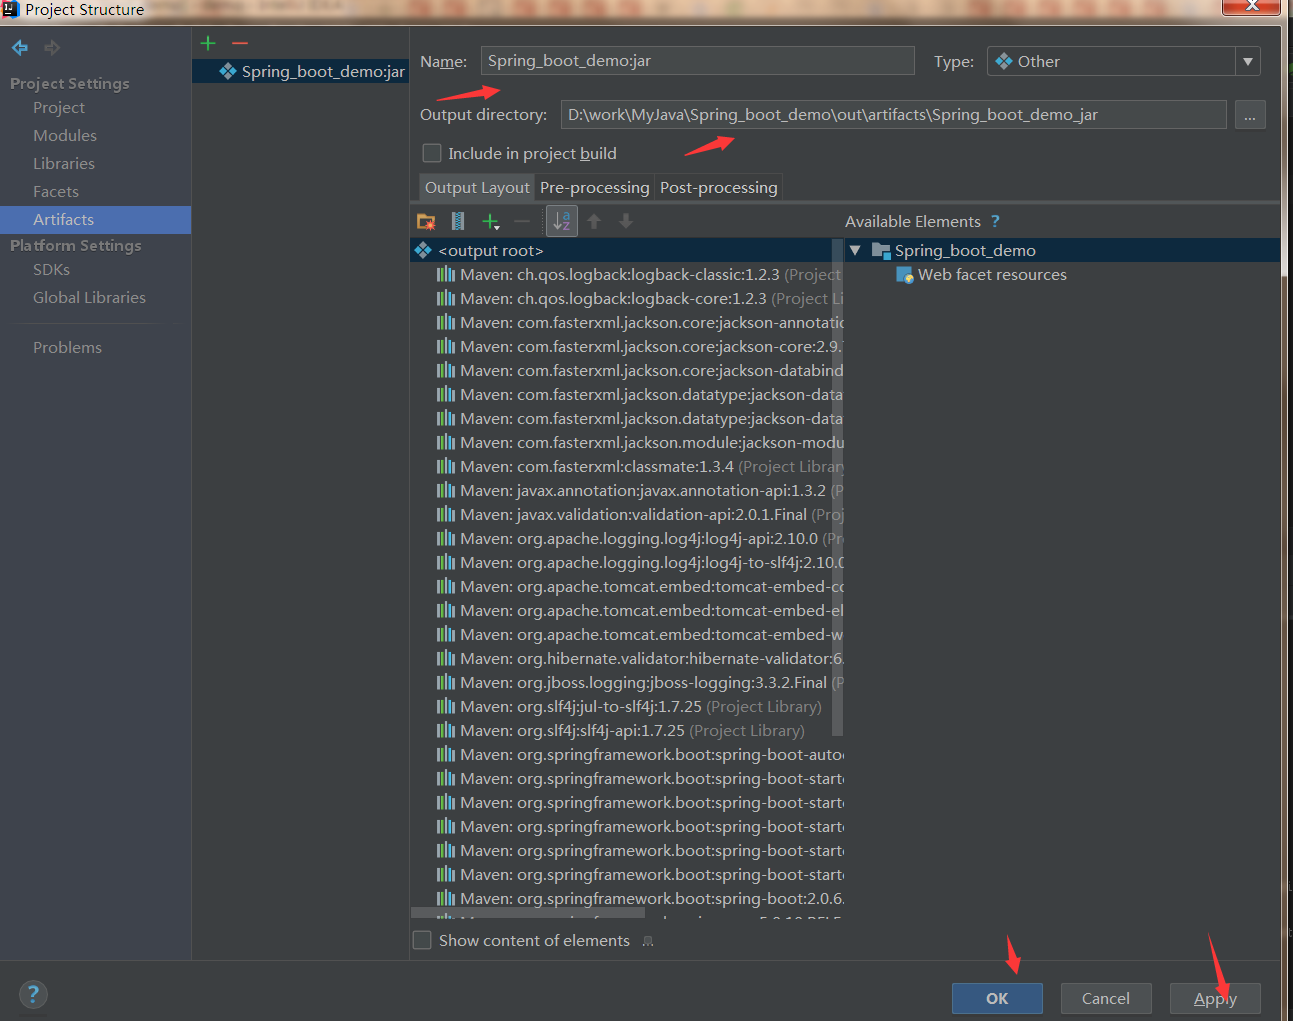 Project Structure
Project Settings
Project
Modules
Libraries
Facets
Artifacts
Platform Settings
SDKs
Global Libraries
Problems
Spring_boot_demo:jar
Name: Spring_boot_demo:jar Type: Other
Output directory: D:\work\MyJava\Spring_boot_demo\out\artifacts\Spring_boot_demo_jar ...
Include in project build
Output Layout Pre-processing Post-processing
Available Elements ?
<output root>
Maven: ch.qos.logback:logback-classic:1.2.3 (Project
Maven: ch.qos.logback:logback-core:1.2.3 (Project Li
Maven: com.fasterxml.jackson.core:jackson-annotatio
Maven: com.fasterxml.jackson.core:jackson-core:2.9.
Maven: com.fasterxml.jackson.core:jackson-databind
Maven: com.fasterxml.jackson.datatype:jackson-data
Maven: com.fasterxml.jackson.datatype:jackson-data
Maven: com.fasterxml.jackson.module:jackson-modu
Maven: com.fasterxml:classmate:1.3.4 (Project Library
Maven: javax.annotation:javax.annotation-api:1.3.2 (P
Maven: javax.validation:validation-api:2.0.1.Final (Proj
Maven: org.apache.logging.log4j:log4j-api:2.10.0 (Pr
Maven: org.apache.logging.log4j:log4j-to-slf4j:2.10.0
Maven: org.apache.tomcat.embed:tomcat-embed-co
Maven: org.apache.tomcat.embed:tomcat-embed-el
Maven: org.apache.tomcat.embed:tomcat-embed-w
Maven: org.hibernate.validator:hibernate-validator:6.
Maven: org.jboss.logging:jboss-logging:3.3.2.Final (P
Maven: org.slf4j:jul-to-slf4j:1.7.25 (Project Library)
Maven: org.slf4j:slf4j-api:1.7.25 (Project Library)
Maven: org.springframework.boot:spring-boot-autoc
Maven: org.springframework.boot:spring-boot-starte
Maven: org.springframework.boot:spring-boot-starte
Maven: org.springframework.boot:spring-boot-starte
Maven: org.springframework.boot:spring-boot-starte
Maven: org.springframework.boot:spring-boot-starte
Maven: org.springframework.boot:spring-boot:2.0.6.
Spring_boot_demo
Web facet resources
Show content of elements ...
?
OK Cancel Apply